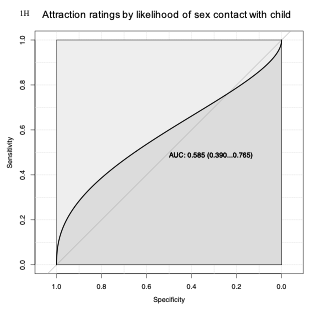 1H Attraction ratings by likelihood of sex contact with child
1.0
0.8
0.6
0.4
0.2
0.0
Sensitivity
AUC: 0.585 (0.390...0.765)
1.0 0.8 0.6 0.4 0.2 0.0
Specificity